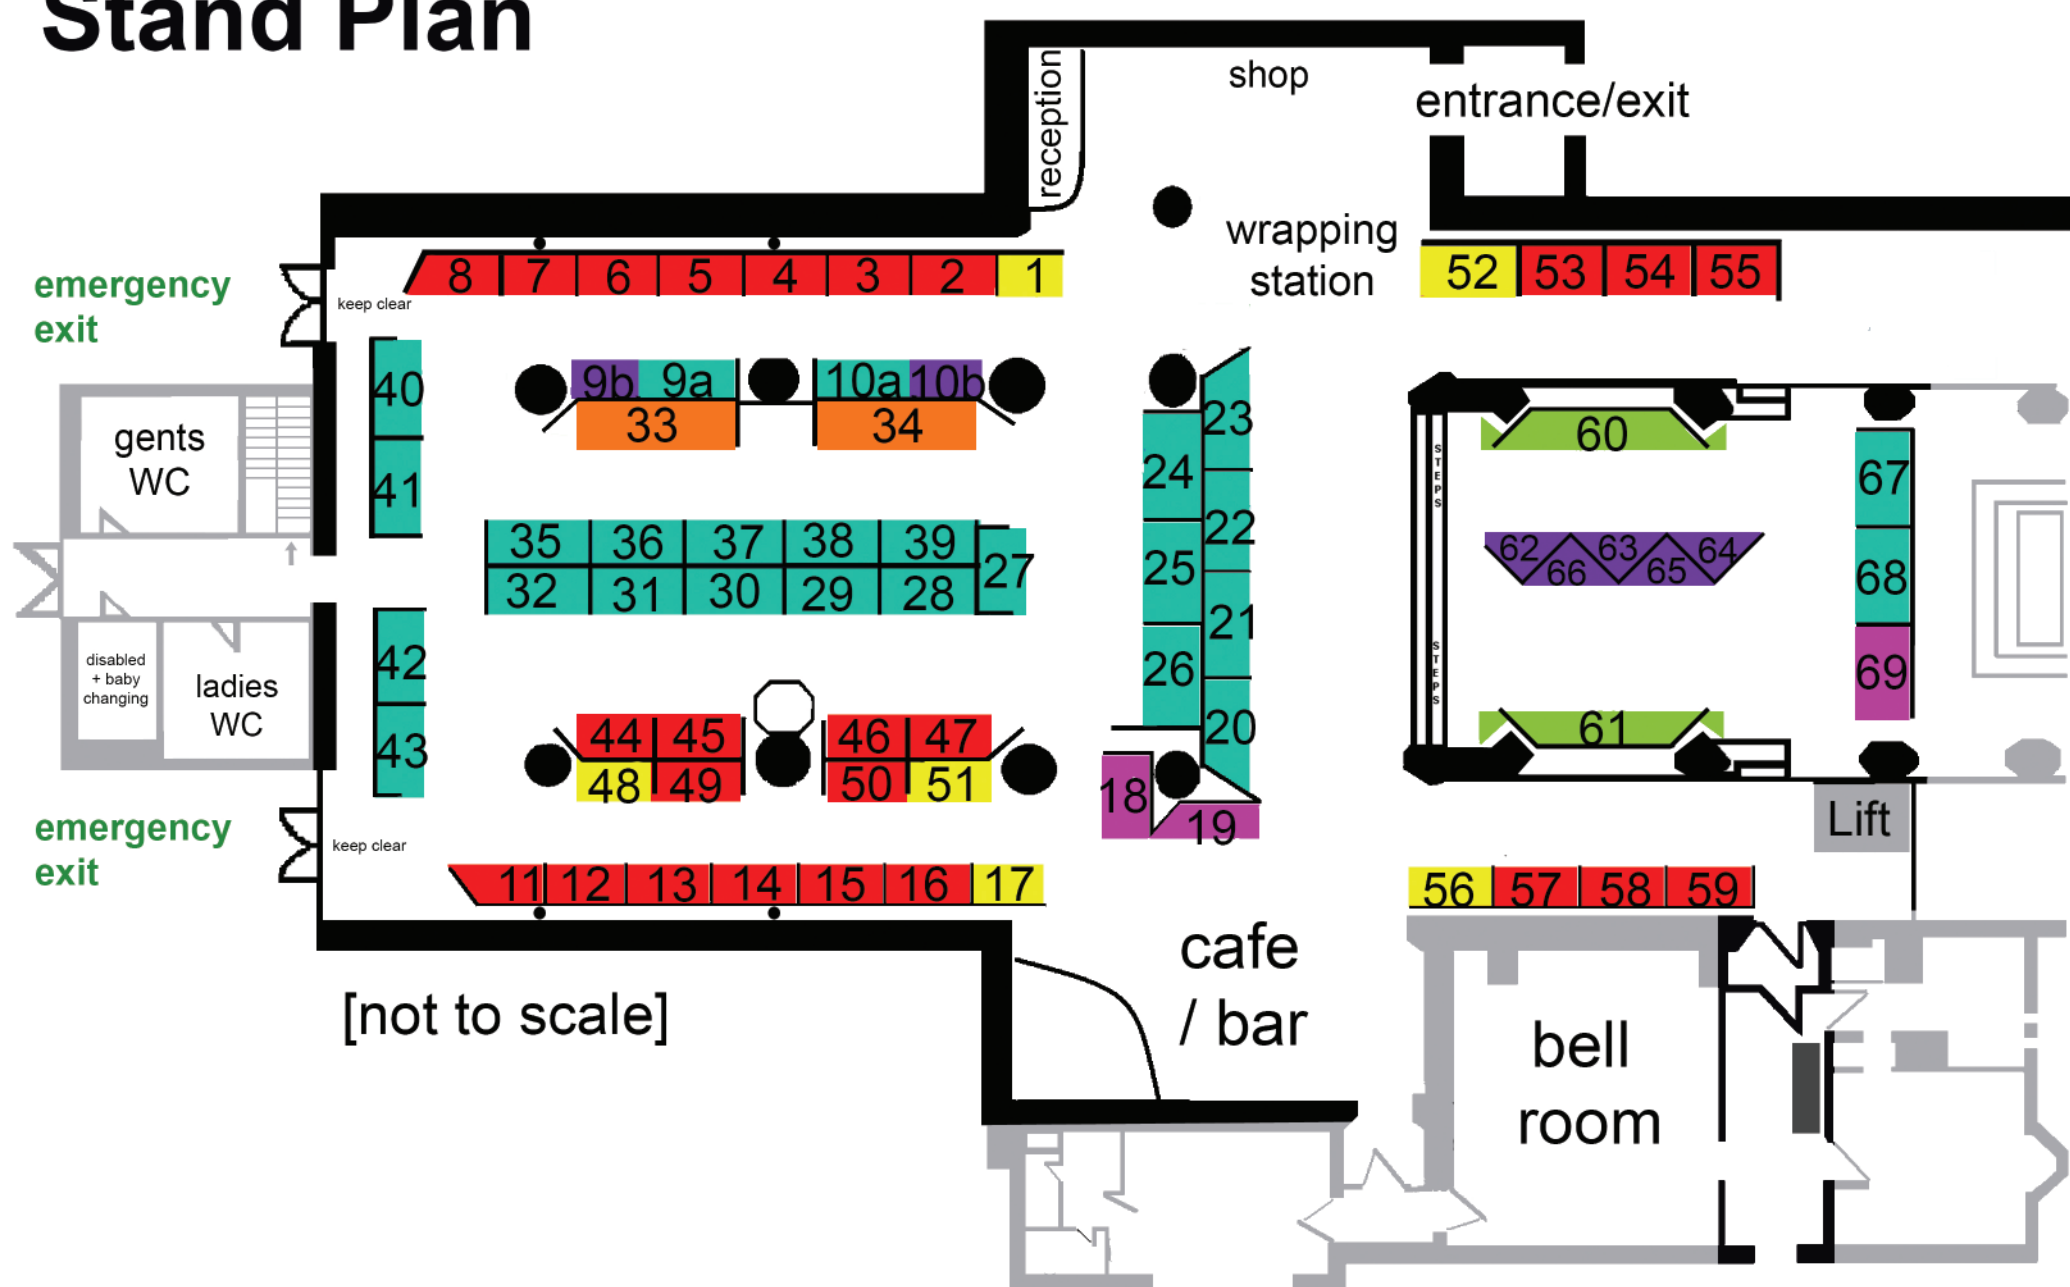 Stand Plan
reception
shop
entrance/exit
wrapping
station
emergency
exit
keep clear
8 7 6 5 4 3 2 1
52 53 54 55
40
41
9b 9a
10a 10b
33
34
gents
WC
23
24
22
25
21
26
20
35 36 37 38 39
32 31 30 29 28
27
STEPS
STEPS
60
62 63 64
66 65
61
67
68
69
disabled
+ baby
changing
ladies
WC
42
43
44 45
46 47
48 49
50 51
18
19
Lift
emergency
exit
keep clear
11 12 13 14 15 16 17
56 57 58 59
cafe
/ bar
[not to scale]
bell
room